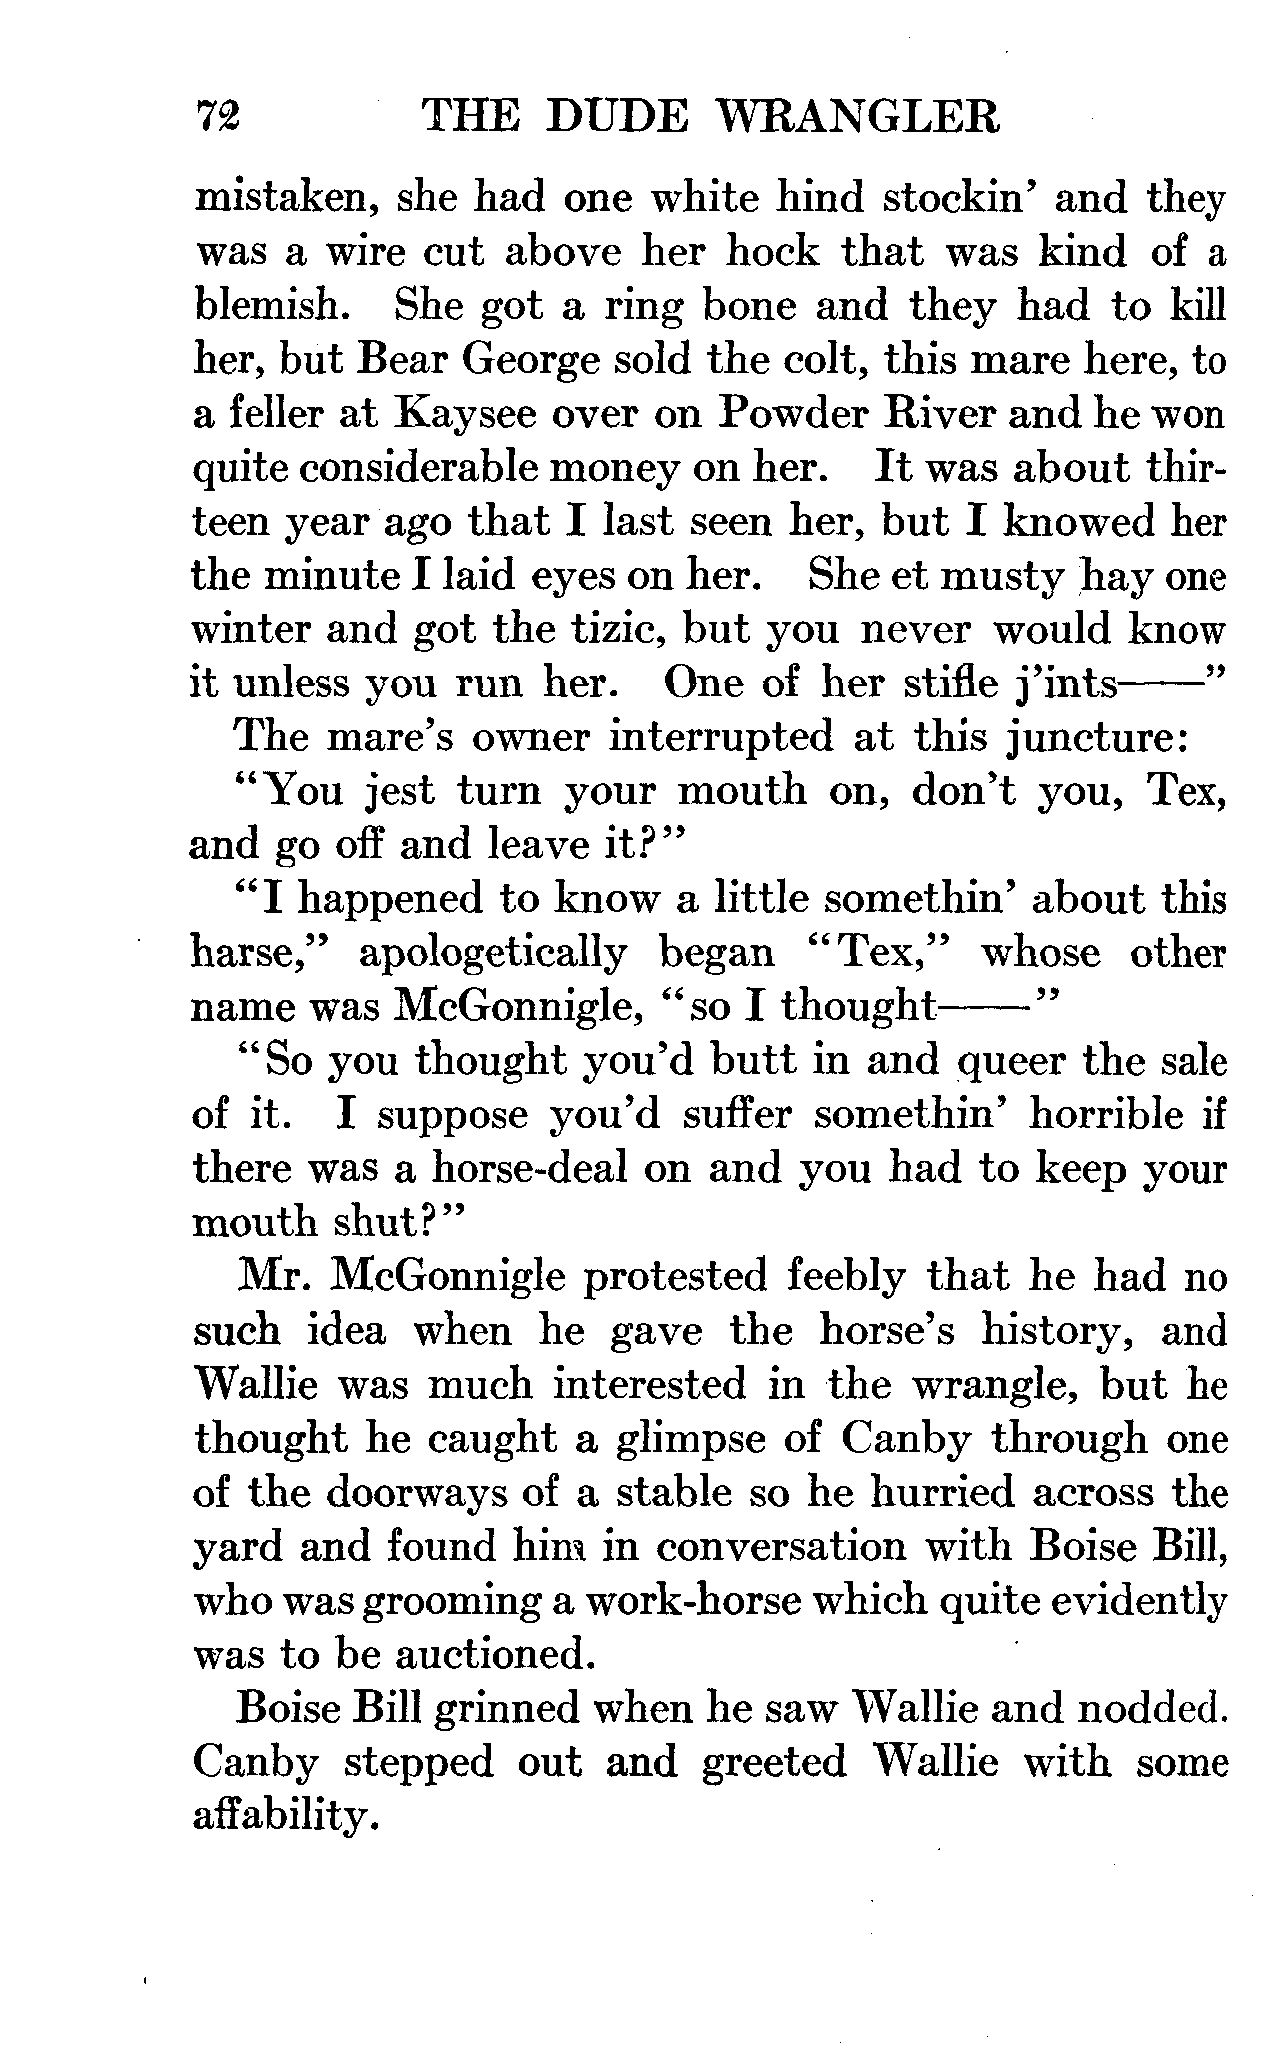 72 THE DUDE WRANGLER
mistaken, she had one white hind stockin' and they
was a wire cut above her hock that was kind of a
blemish. She got a ring bone and they had to kill
her, but Bear George sold the colt, this mare here, to
a feller at Kaysee over on Powder River and he won
quite considerable money on her. It was about thir-
teen year ago that I last seen her, but I knowed her
the minute I laid eyes on her. She et musty hay one
winter and got the tizic, but you never would know
it unless you run her. One of her stifle j'ints——"
The mare's owner interrupted at this juncture:
"You jest turn your mouth on, don't you, Tex,
and go off and leave it?"
"I happened to know a little somethin' about this
harse," apologetically began "Tex," whose other
name was McGonnigle, "so I thought——"
"So you thought you'd butt in and queer the sale
of it. I suppose you'd suffer somethin' horrible if
there was a horse-deal on and you had to keep your
mouth shut?"
Mr. McGonnigle protested feebly that he had no
such idea when he gave the horse's history, and
Wallie was much interested in the wrangle, but he
thought he caught a glimpse of Canby through one
of the doorways of a stable so he hurried across the
yard and found him in conversation with Boise Bill,
who was grooming a work-horse which quite evidently
was to be auctioned.
Boise Bill grinned when he saw Wallie and nodded.
Canby stepped out and greeted Wallie with some
affability.